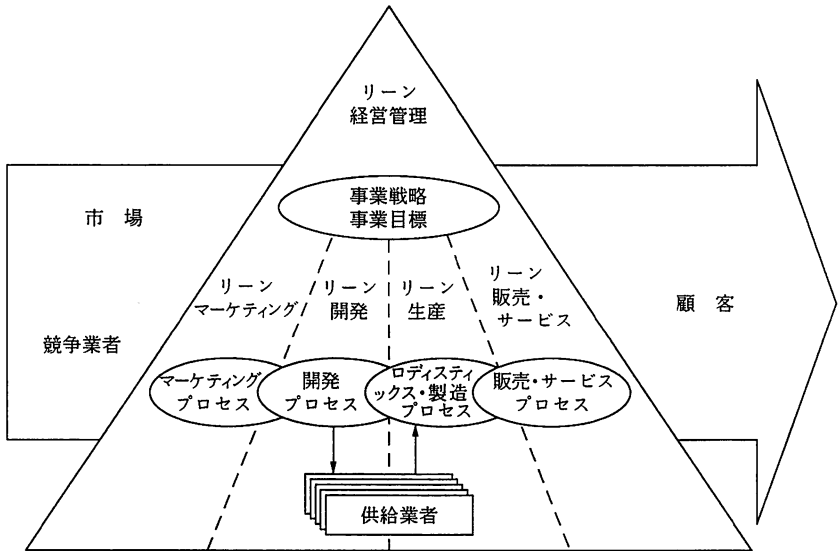 リーン
経営管理
事業戦略
事業目標
市 場
競争業者
リーン
マーケティング
リーン
開発
リーン
生産
リーン
販売・
サービス
顧 客
マーケティング
プロセス
開発
プロセス
ロディスティ
ックス・製造
プロセス
販売・サービス
プロセス
供給業者